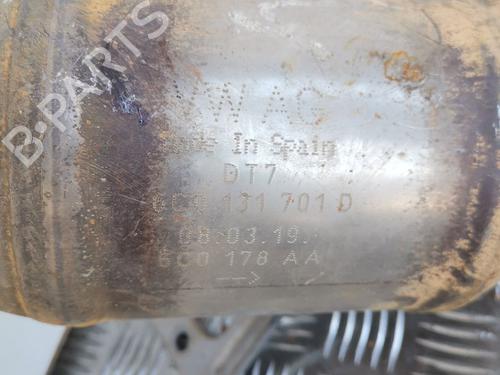 B-PARTS
VW AG
Made In Spain
DT7
6C0 131 701 D
08.03.19.
6C0 178 AA